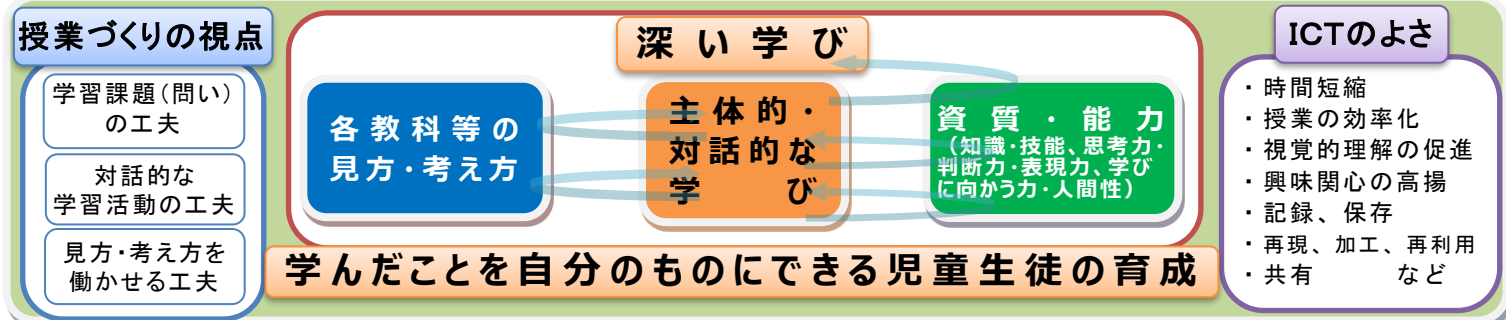 授業づくりの視点
学習課題(問い)
の工夫
対話的な
学習活動の工夫
見方・考え方を
働かせる工夫
深い学び
各教科等の
見方・考え方
主体的・
対話的な
学び
資質・能力
(知識・技能、思考力・
判断力・表現力、学び
に向かう力・人間性)
学んだことを自分のものにできる児童生徒の育成
ICTのよさ
・時間短縮
・授業の効率化
・視覚的理解の促進
・興味関心の高揚
・記録、保存
・再現、加工、再利用
・共有 など